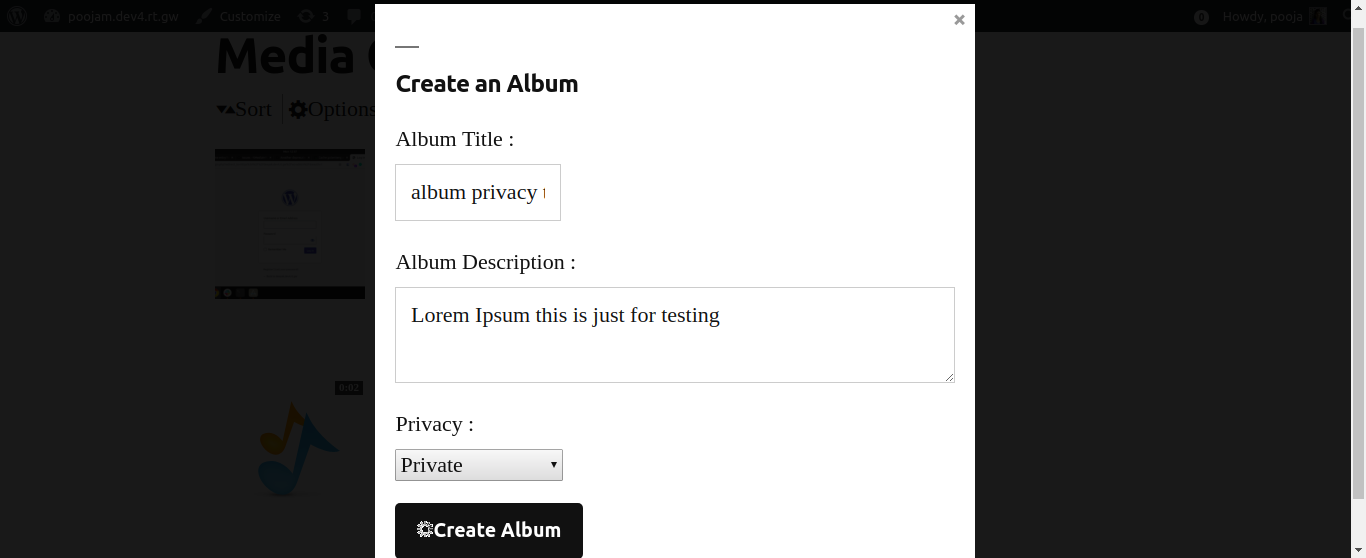 poojam.dev4.rt.gw Customize 3 0 Howdy, pooja
×
Media
Sort Options
Create an Album
Album Title :
album privacy
Album Description :
Lorem Ipsum this is just for testing
0:02
Privacy :
Private
Create Album